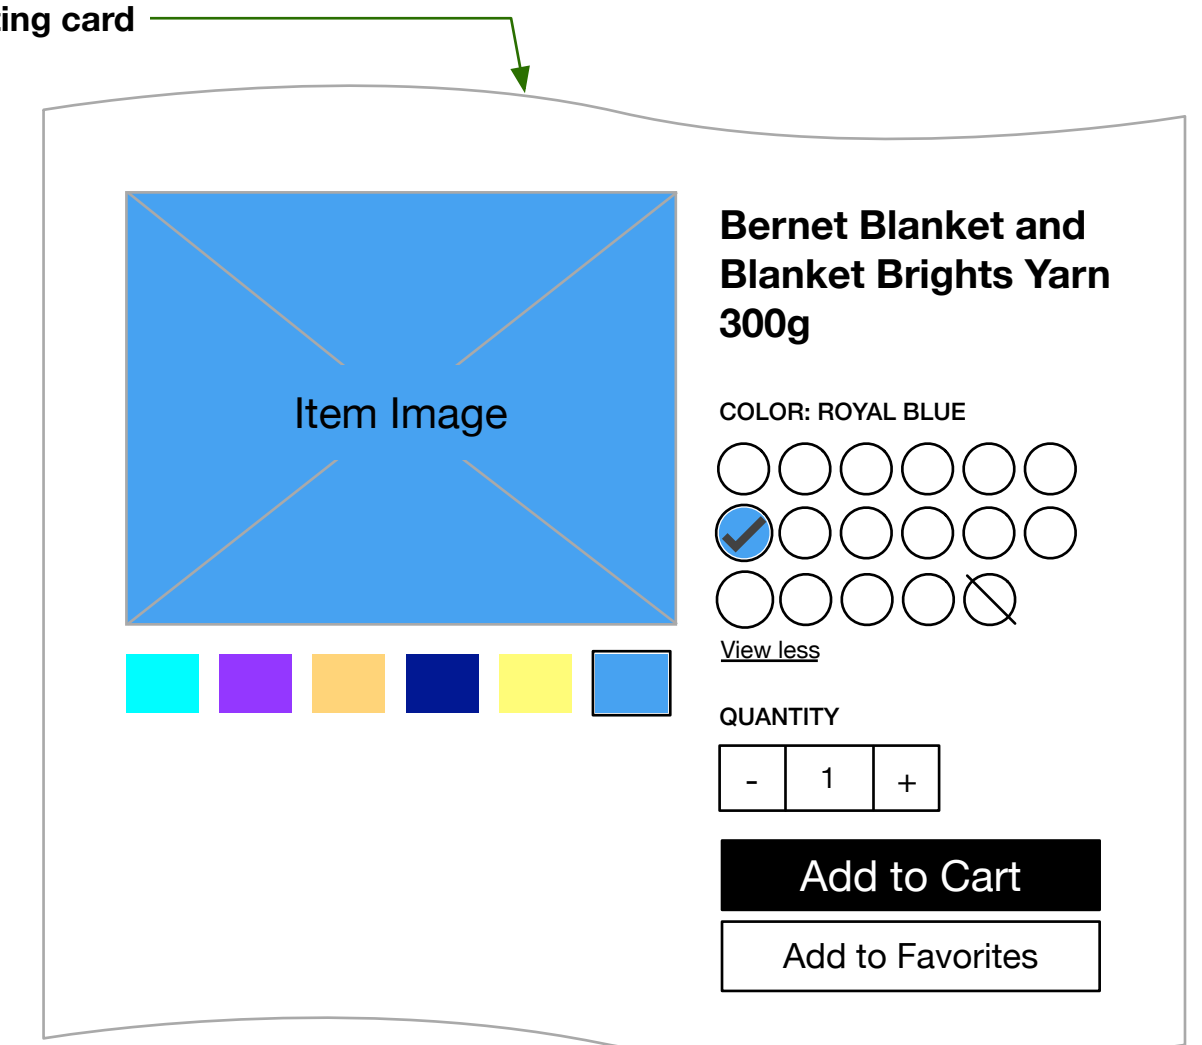 card
Bernet Blanket and
Blanket Brights Yarn
300g
Item Image
COLOR: ROYAL BLUE
View less
QUANTITY
- 1 +
Add to Cart
Add to Favorites